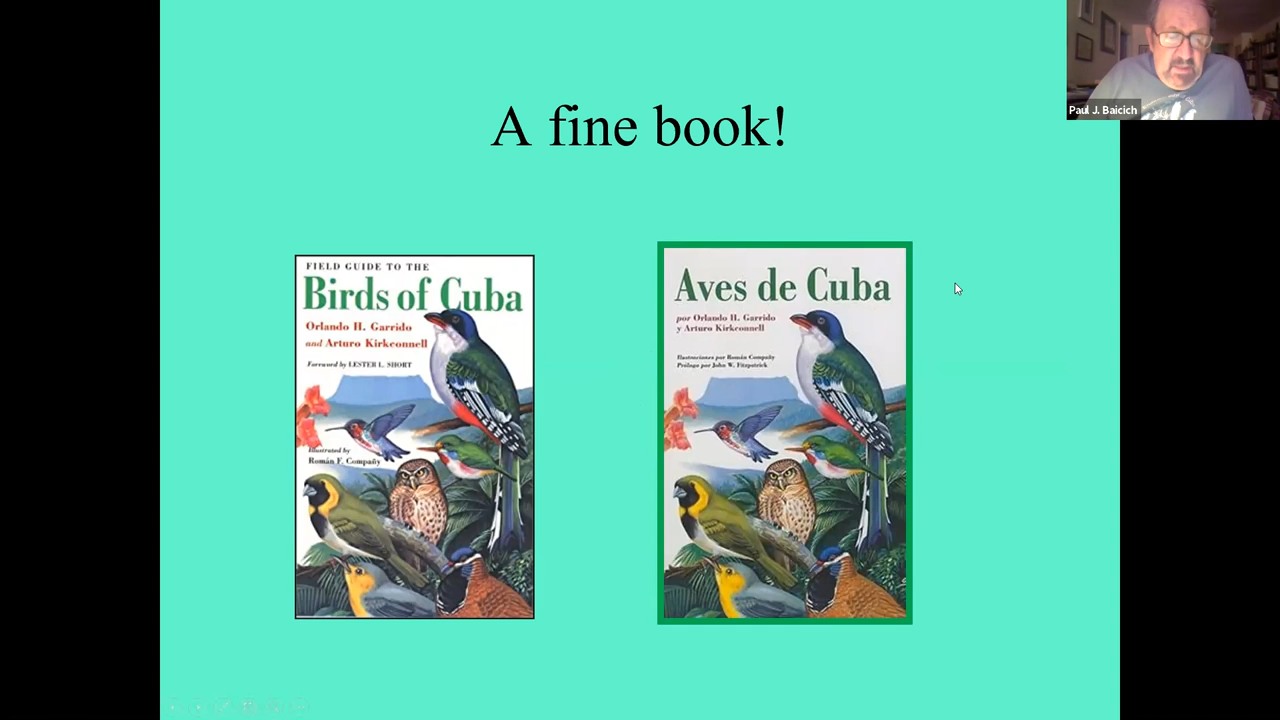 Paul J. Baicich
A fine book!
FIELD GUIDE TO THE
Birds of Cuba
Orlando H. Garrido
and Arturo Kirkconnell
Foreword by LESTER L. SHORT
Illustrated by
Román F. Compañy
Aves de Cuba
por Orlando H. Garrido
y Arturo Kirkconnell
Ilustraciones por Román Compañy
Prólogo por John W. Fitzpatrick